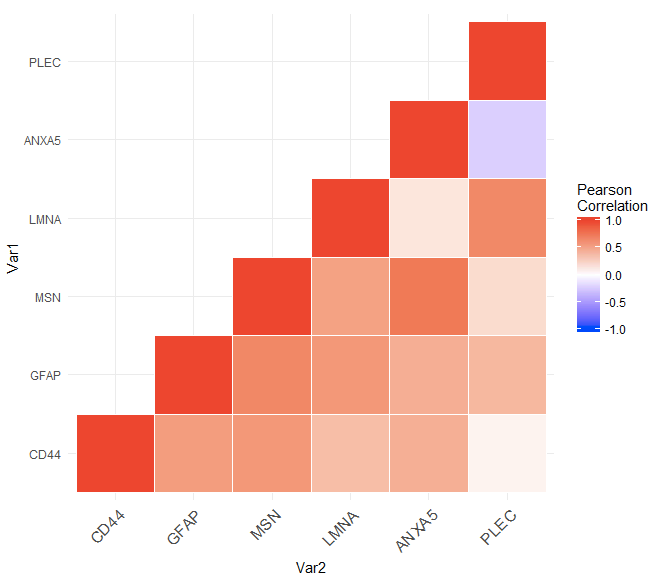 PLEC
ANXA5
LMNA
MSN
GFAP
CD44
Var1
CD44
GFAP
MSN
LMNA
ANXA5
PLEC
Var2
Pearson
Correlation
1.0
0.5
0.0
-0.5
-1.0